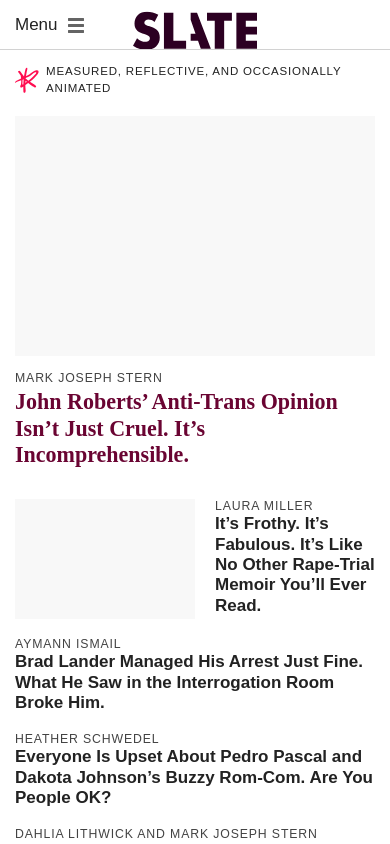 Menu
SLATE
MEASURED, REFLECTIVE, AND OCCASIONALLY
ANIMATED
MARK JOSEPH STERN
John Roberts’ Anti-Trans Opinion
Isn’t Just Cruel. It’s
Incomprehensible.
LAURA MILLER
It’s Frothy. It’s
Fabulous. It’s Like
No Other Rape-Trial
Memoir You’ll Ever
Read.
AYMANN ISMAIL
Brad Lander Managed His Arrest Just Fine.
What He Saw in the Interrogation Room
Broke Him.
HEATHER SCHWEDEL
Everyone Is Upset About Pedro Pascal and
Dakota Johnson’s Buzzy Rom-Com. Are You
People OK?
DAHLIA LITHWICK AND MARK JOSEPH STERN